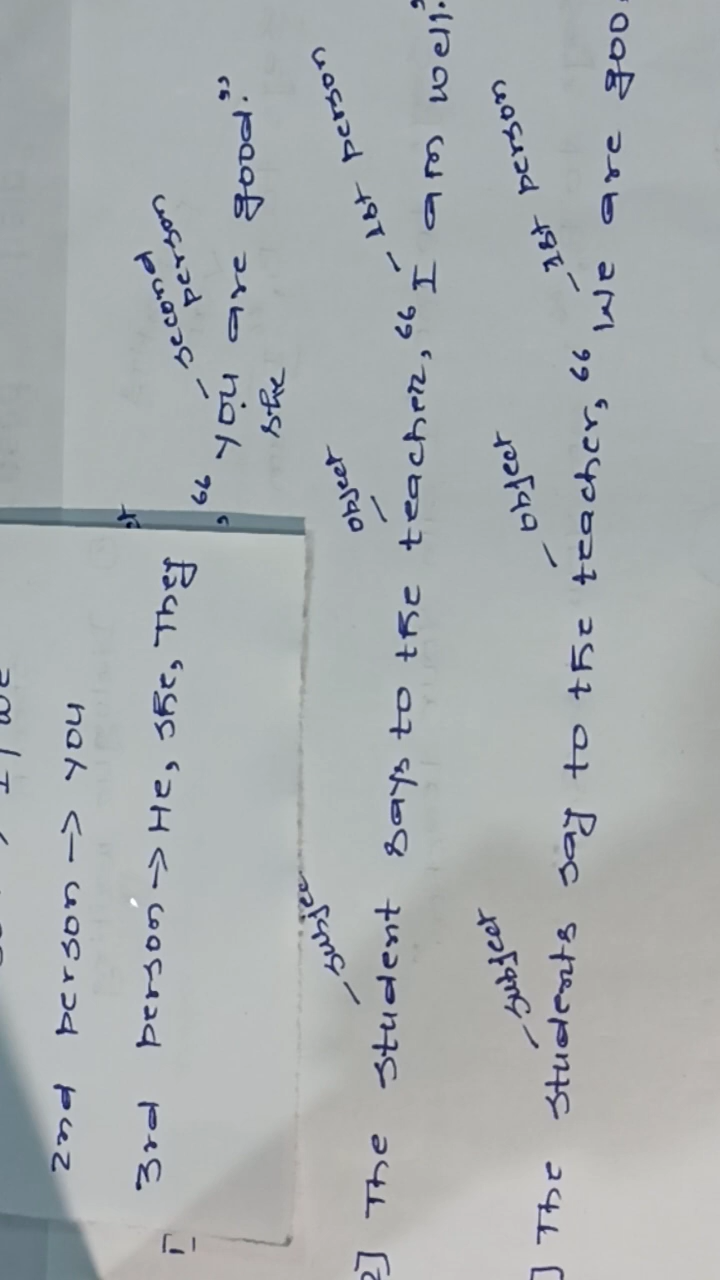 2nd person → you
3rd person → He, she, They
second
person
, “ you are good.”
she
object
1st person
subjec
2] The student says to the teacher, “ I am well.
subject
object
1st person
] The students say to the teacher, “ We are goo